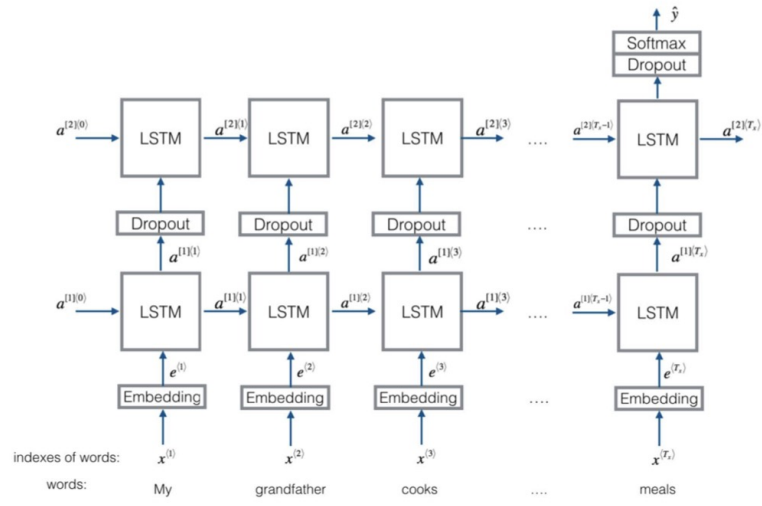 ŷ
Softmax
Dropout
a^[2]⟨0⟩ LSTM a^[2]⟨1⟩ LSTM a^[2]⟨2⟩ LSTM a^[2]⟨3⟩ .... a^[2]⟨Tₓ−1⟩ LSTM a^[2]⟨Tₓ⟩
Dropout Dropout Dropout .... Dropout
a^[1]⟨1⟩ a^[1]⟨2⟩ a^[1]⟨3⟩ a^[1]⟨Tₓ⟩
a^[1]⟨0⟩ LSTM a^[1]⟨1⟩ LSTM a^[1]⟨2⟩ LSTM a^[1]⟨3⟩ .... a^[1]⟨Tₓ−1⟩ LSTM
e^⟨1⟩ e^⟨2⟩ e^⟨3⟩ e^⟨Tₓ⟩
Embedding Embedding Embedding .... Embedding
indexes of words: x^⟨1⟩ x^⟨2⟩ x^⟨3⟩ x^⟨Tₓ⟩
words: My grandfather cooks .... meals